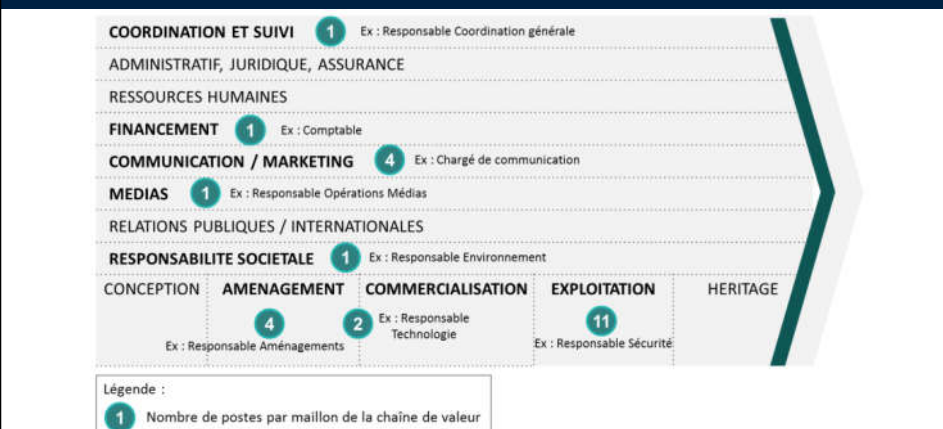 COORDINATION ET SUIVI 1 Ex : Responsable Coordination générale
ADMINISTRATIF, JURIDIQUE, ASSURANCE
RESSOURCES HUMAINES
FINANCEMENT 1 Ex : Comptable
COMMUNICATION / MARKETING 4 Ex : Chargé de communication
MEDIAS 1 Ex : Responsable Opérations Médias
RELATIONS PUBLIQUES / INTERNATIONALES
RESPONSABILITE SOCIETALE 1 Ex : Responsable Environnement
CONCEPTION AMENAGEMENT COMMERCIALISATION EXPLOITATION HERITAGE
4 2 Ex : Responsable 11
Technologie
Ex : Responsable Aménagements Ex : Responsable Sécurité
Légende :
1 Nombre de postes par maillon de la chaîne de valeur